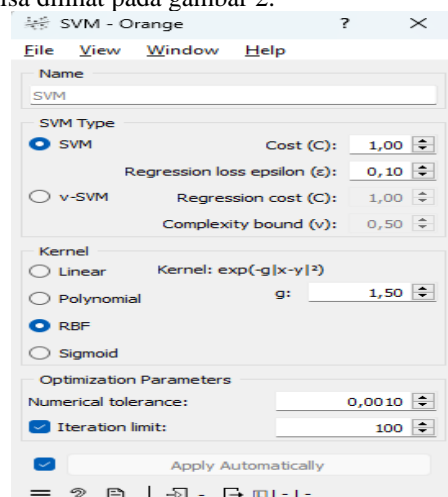 sa dilihat pada gambar 2.
SVM - Orange ? ×
File View Window Help
Name
SVM
SVM Type
SVM Cost (C): 1,00
Regression loss epsilon (ε): 0,10
v-SVM Regression cost (C): 1,00
Complexity bound (v): 0,50
Kernel
Linear Kernel: exp(-g|x-y|²)
Polynomial g: 1,50
RBF
Sigmoid
Optimization Parameters
Numerical tolerance: 0,0010
Iteration limit: 100
Apply Automatically